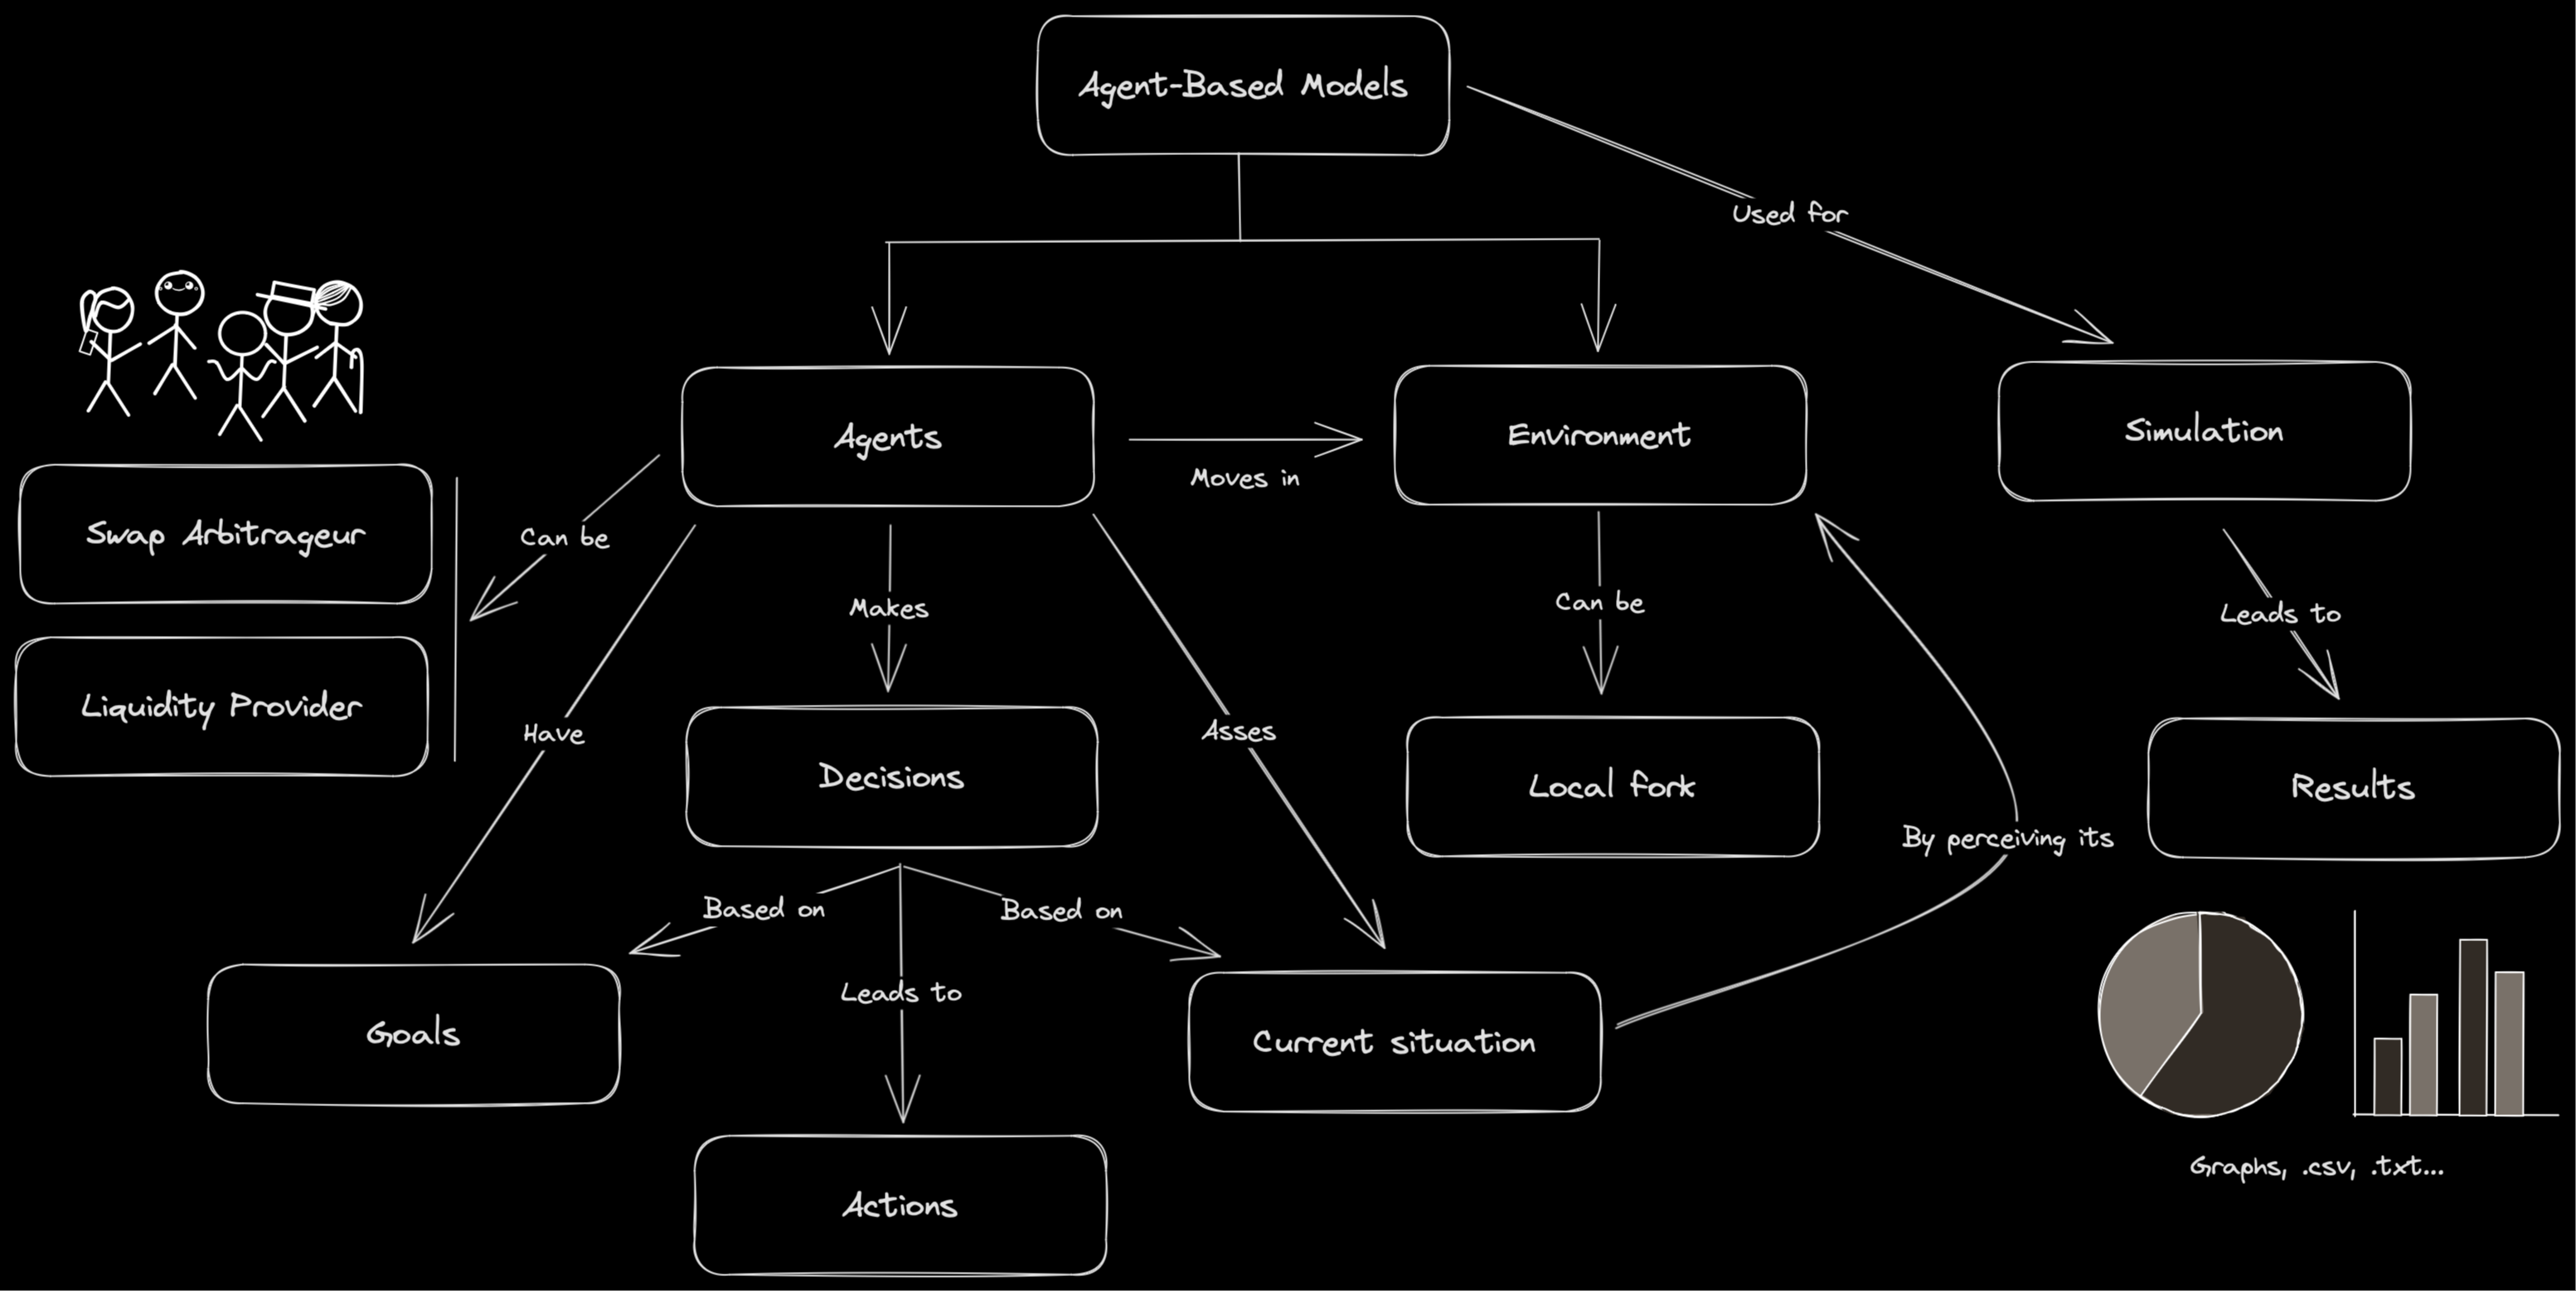 Agent-Based Models
Used for
Agents
Environment
Simulation
Moves in
Swap Arbitrageur
Can be
Makes
Can be
Leads to
Liquidity Provider
Have
Asses
Decisions
Local fork
Results
By perceiving its
Based on
Based on
Leads to
Goals
Current situation
Graphs, .csv, .txt...
Actions